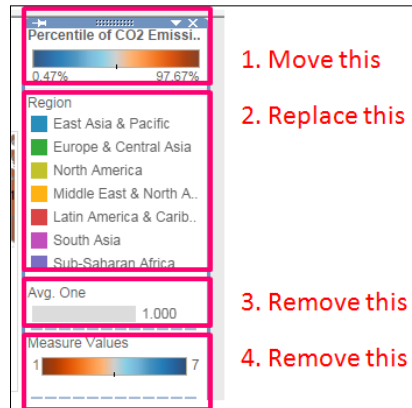 Percentile of CO2 Emissi..
0.47% 97.67%
1. Move this
Region
East Asia & Pacific
Europe & Central Asia
North America
Middle East & North A..
Latin America & Carib..
South Asia
Sub-Saharan Africa
2. Replace this
Avg. One
1.000
3. Remove this
Measure Values
1 7
4. Remove this